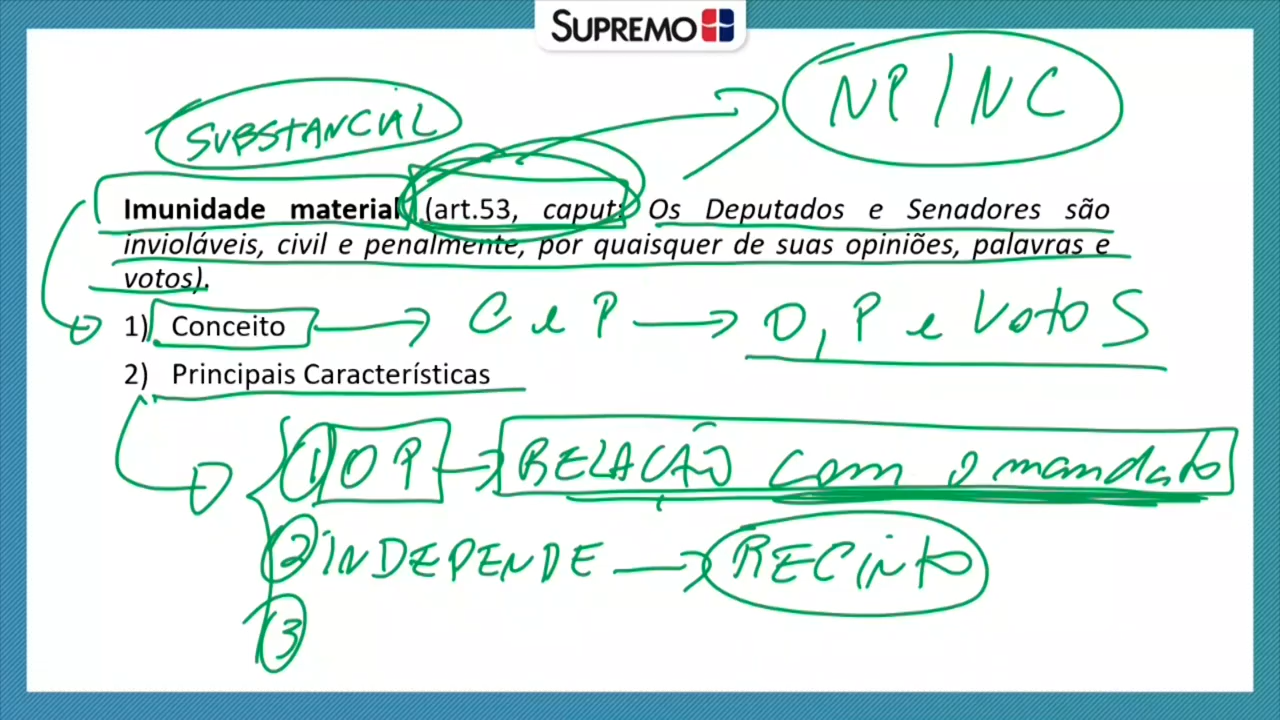 SUPREMO
NP / NC
SUBSTANCIAL
Imunidade material (art.53, caput: Os Deputados e Senadores são
invioláveis, civil e penalmente, por quaisquer de suas opiniões, palavras e
votos).
1) Conceito → C e P → O, P e VotoS
2) Principais Características
1 O P → RELAÇÃO com o mandato
2 INDEPENDE → RECINTO
3